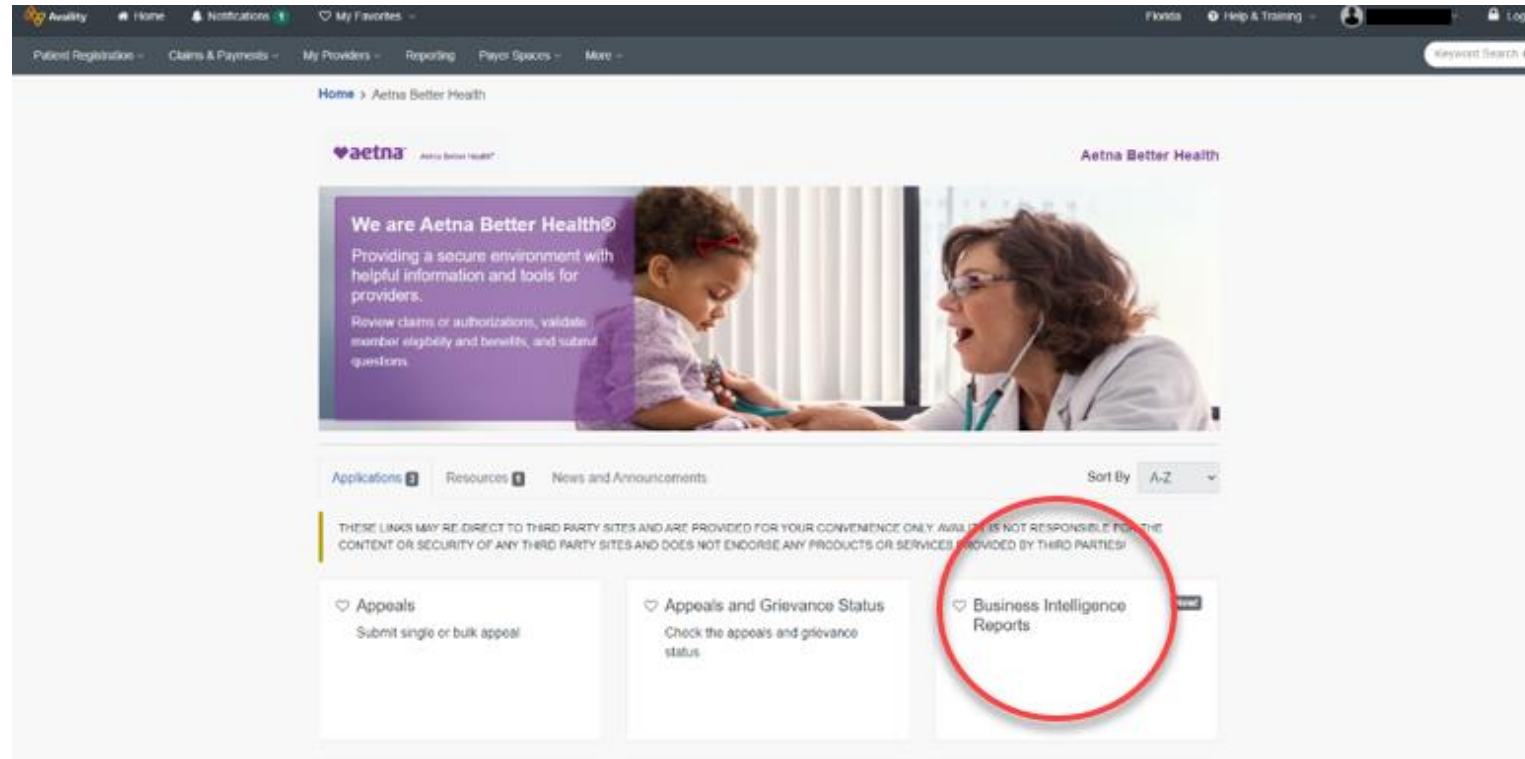 Availity Home Notifications 1 My Favorites Florida Help & Training
Patient Registration Claims & Payments My Providers Reporting Payer Spaces More Keyword Search
Home > Aetna Better Health
aetna Aetna Better Health® Aetna Better Health
We are Aetna Better Health®
Providing a secure environment with
helpful information and tools for
providers.
Review claims or authorizations, validate
member eligibility and benefits, and submit
questions.
Applications 3 Resources News and Announcements Sort By A-Z
THESE LINKS MAY RE-DIRECT TO THIRD PARTY SITES AND ARE PROVIDED FOR YOUR CONVENIENCE ONLY. AVAILITY IS NOT RESPONSIBLE FOR THE
CONTENT OR SECURITY OF ANY THIRD PARTY SITES AND DOES NOT ENDORSE ANY PRODUCTS OR SERVICES PROVIDED BY THIRD PARTIES!
Appeals Appeals and Grievance Status Business Intelligence
Submit single or bulk appeal Check the appeals and grievance Reports
status